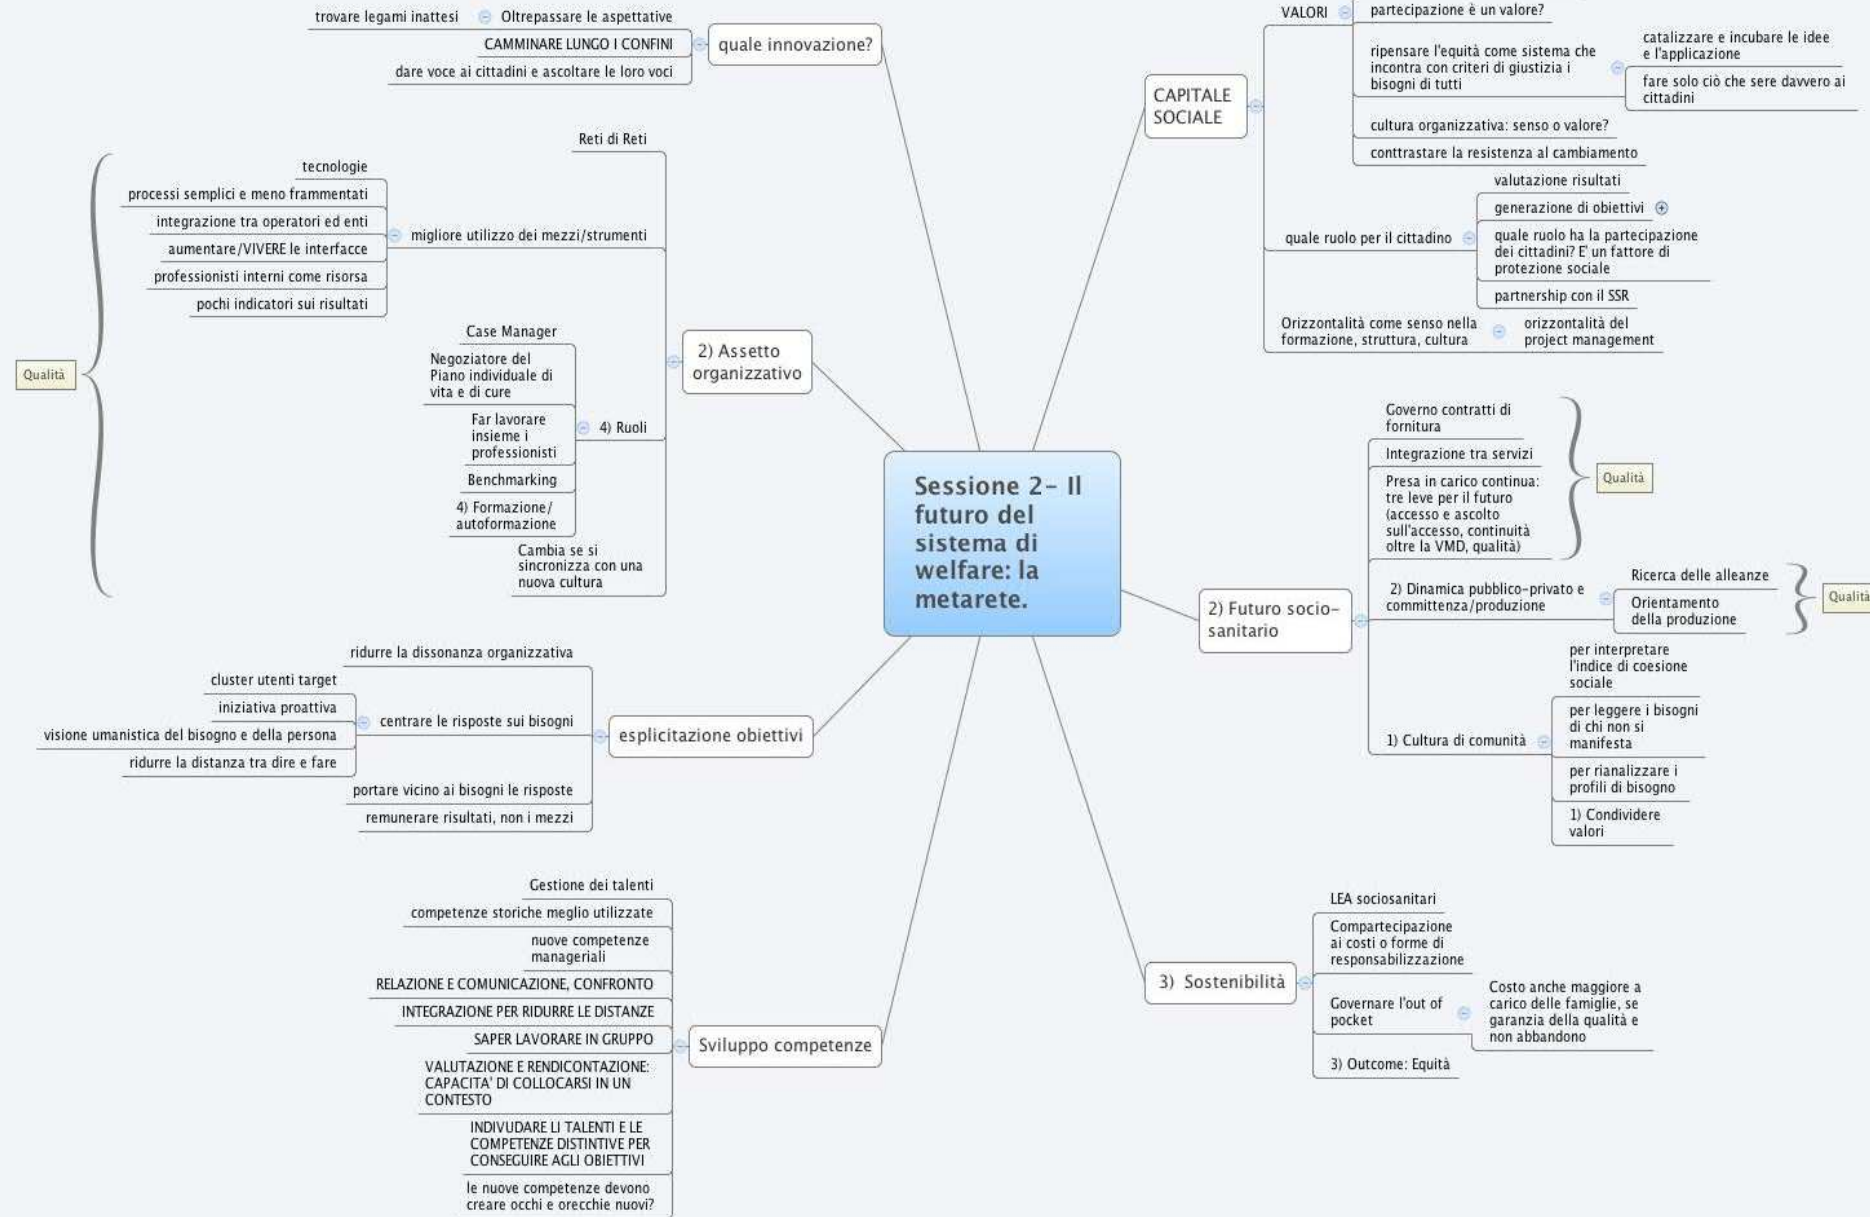 trovare legami inattesi
Oltrepassare le aspettative
CAMMINARE LUNGO I CONFINI
dare voce ai cittadini e ascoltare le loro voci
quale innovazione?
Reti di Reti
tecnologie
processi semplici e meno frammentati
integrazione tra operatori ed enti
aumentare/VIVERE le interfacce
professionisti interni come risorsa
pochi indicatori sui risultati
migliore utilizzo dei mezzi/strumenti
Case Manager
Negoziatore del
Piano individuale di
vita e di cure
Far lavorare
insieme i
professionisti
Benchmarking
4) Formazione/
autoformazione
4) Ruoli
Cambia se si
sincronizza con una
nuova cultura
Qualità
2) Assetto
organizzativo
ridurre la dissonanza organizzativa
cluster utenti target
iniziativa proattiva
visione umanistica del bisogno e della persona
ridurre la distanza tra dire e fare
centrare le risposte sui bisogni
portare vicino ai bisogni le risposte
remunerare risultati, non i mezzi
esplicitazione obiettivi
Gestione dei talenti
competenze storiche meglio utilizzate
nuove competenze
manageriali
RELAZIONE E COMUNICAZIONE, CONFRONTO
INTEGRAZIONE PER RIDURRE LE DISTANZE
SAPER LAVORARE IN GRUPPO
VALUTAZIONE E RENDICONTAZIONE:
CAPACITA' DI COLLOCARSI IN UN
CONTESTO
INDIVUDARE LI TALENTI E LE
COMPETENZE DISTINTIVE PER
CONSEGUIRE AGLI OBIETTIVI
le nuove competenze devono
creare occhi e orecchie nuovi?
Sviluppo competenze
Sessione 2- Il
futuro del
sistema di
welfare: la
metarete.
CAPITALE
SOCIALE
VALORI
partecipazione è un valore?
ripensare l'equità come sistema che
incontra con criteri di giustizia i
bisogni di tutti
catalizzare e incubare le idee
e l'applicazione
fare solo ciò che sere davvero ai
cittadini
cultura organizzativa: senso o valore?
conttrastare la resistenza al cambiamento
quale ruolo per il cittadino
valutazione risultati
generazione di obiettivi
quale ruolo ha la partecipazione
dei cittadini? E' un fattore di
protezione sociale
partnership con il SSR
Orizzontalità come senso nella
formazione, struttura, cultura
orizzontalità del
project management
2) Futuro socio-
sanitario
Governo contratti di
fornitura
Integrazione tra servizi
Presa in carico continua:
tre leve per il futuro
(accesso e ascolto
sull'accesso, continuità
oltre la VMD, qualità)
Qualità
2) Dinamica pubblico-privato e
committenza/produzione
Ricerca delle alleanze
Orientamento
della produzione
Qualità
1) Cultura di comunità
per interpretare
l'indice di coesione
sociale
per leggere i bisogni
di chi non si
manifesta
per rianalizzare i
profili di bisogno
1) Condividere
valori
3) Sostenibilità
LEA sociosanitari
Compartecipazione
ai costi o forme di
responsabilizzazione
Governare l'out of
pocket
Costo anche maggiore a
carico delle famiglie, se
garanzia della qualità e
non abbandono
3) Outcome: Equità